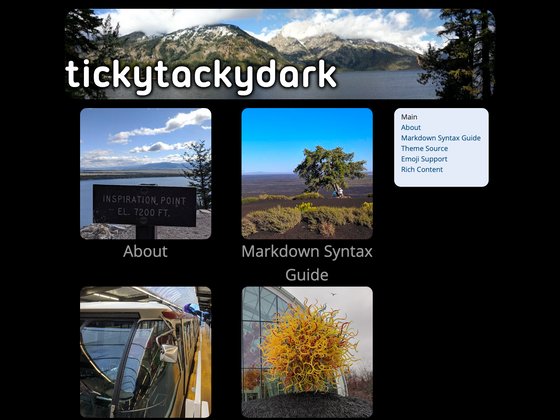 tickytackydark
INSPIRATION POINT
EL. 7200 FT.
About
Markdown Syntax
Guide
Main
About
Markdown Syntax Guide
Theme Source
Emoji Support
Rich Content